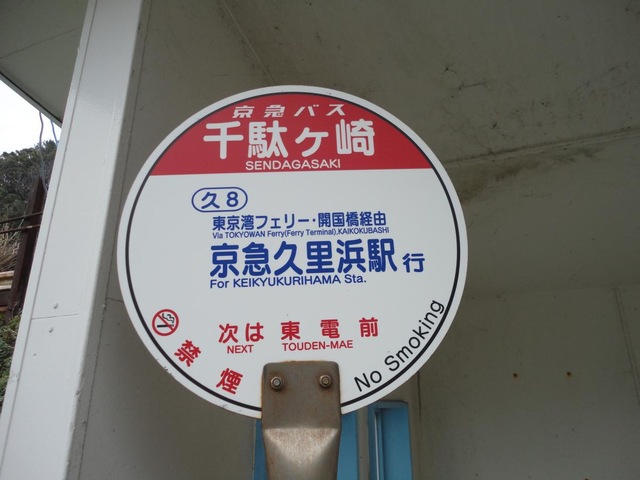 京急バス
千駄ヶ崎
SENDAGASAKI
久8
東京湾フェリー・開国橋経由
Via TOKYOWAN Ferry(Ferry Terminal),KAIKOKUBASHI
京急久里浜駅行
For KEIKYUKURIHAMA Sta.
次は 東電前
NEXT TOUDEN-MAE
禁煙
No Smoking